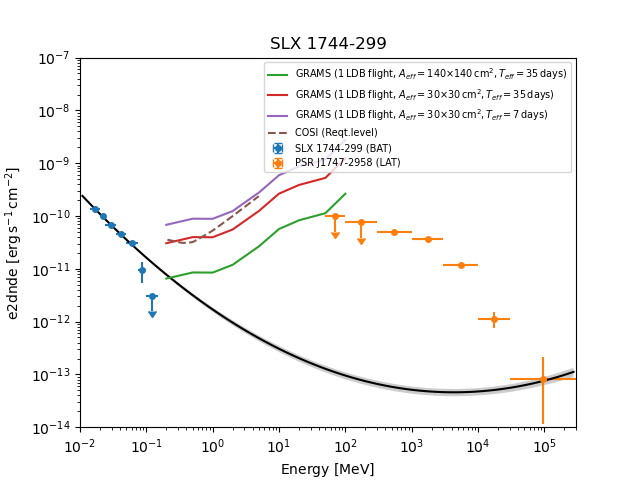 SLX 1744-299
10⁻⁷
10⁻⁸
10⁻⁹
10⁻¹⁰
10⁻¹¹
10⁻¹²
10⁻¹³
10⁻¹⁴
e2dnde [erg s⁻¹ cm⁻²]
GRAMS (1 LDB flight, A_eff = 140×140 cm², T_eff = 35 days)
GRAMS (1 LDB flight, A_eff = 30×30 cm², T_eff = 35 days)
GRAMS (1 LDB flight, A_eff = 30×30 cm², T_eff = 7 days)
COSI (Reqt.level)
SLX 1744-299 (BAT)
PSR J1747-2958 (LAT)
10⁻² 10⁻¹ 10⁰ 10¹ 10² 10³ 10⁴ 10⁵
Energy [MeV]